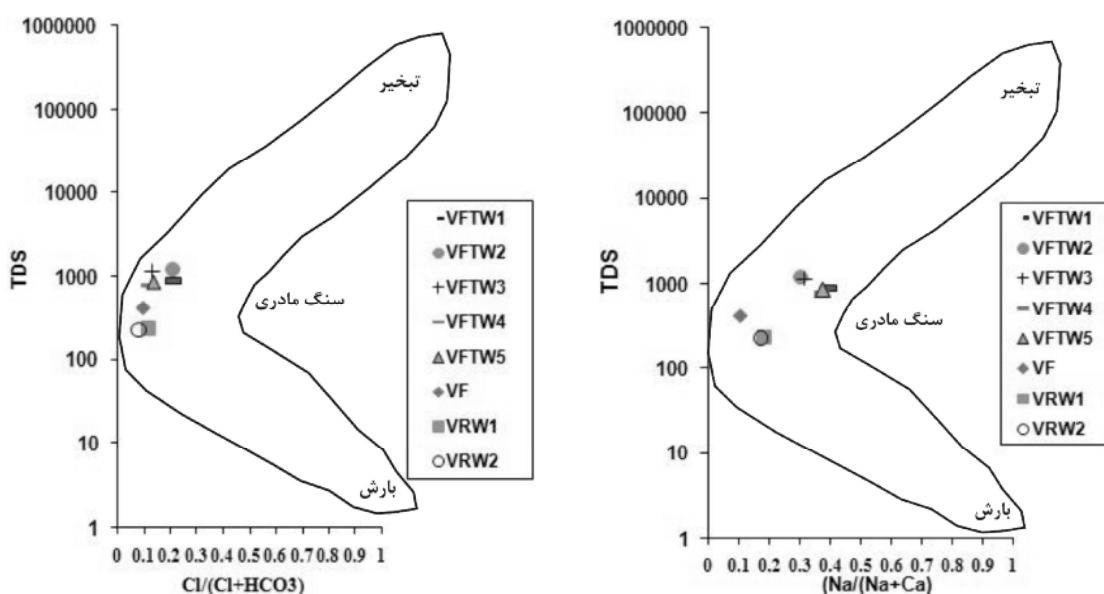 1000000
100000
10000
1000
100
10
1
TDS
0 0.1 0.2 0.3 0.4 0.5 0.6 0.7 0.8 0.9 1
Cl/(Cl+HCO3)
تبخیر
سنگ مادری
بارش
VFTW1
VFTW2
VFTW3
VFTW4
VFTW5
VF
VRW1
VRW2
1000000
100000
10000
1000
100
10
1
TDS
0 0.1 0.2 0.3 0.4 0.5 0.6 0.7 0.8 0.9 1
(Na/(Na+Ca)
تبخیر
سنگ مادری
بارش
VFTW1
VFTW2
VFTW3
VFTW4
VFTW5
VF
VRW1
VRW2